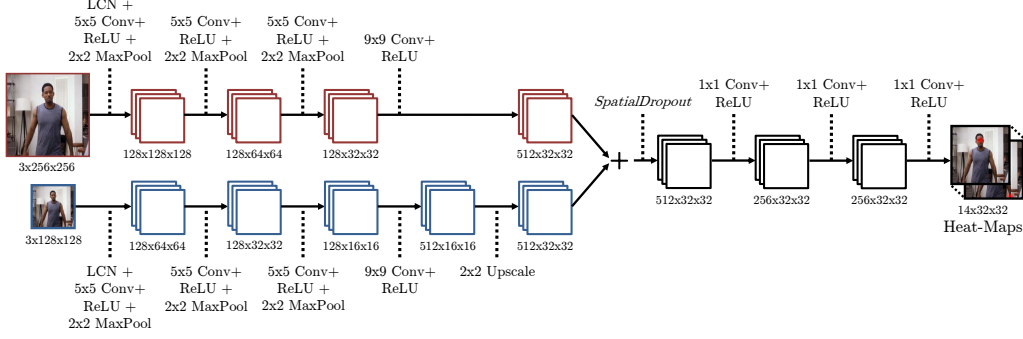 LCN +
5x5 Conv+
ReLU +
2x2 MaxPool
5x5 Conv+
ReLU +
2x2 MaxPool
5x5 Conv+
ReLU +
2x2 MaxPool
9x9 Conv+
ReLU
3x256x256
128x128x128
128x64x64
128x32x32
512x32x32
SpatialDropout
1x1 Conv+
ReLU
1x1 Conv+
ReLU
1x1 Conv+
ReLU
+
512x32x32
256x32x32
256x32x32
14x32x32
Heat-Maps
3x128x128
128x64x64
128x32x32
128x16x16
512x16x16
512x32x32
LCN +
5x5 Conv+
ReLU +
2x2 MaxPool
5x5 Conv+
ReLU +
2x2 MaxPool
5x5 Conv+
ReLU +
2x2 MaxPool
9x9 Conv+
ReLU
2x2 Upscale